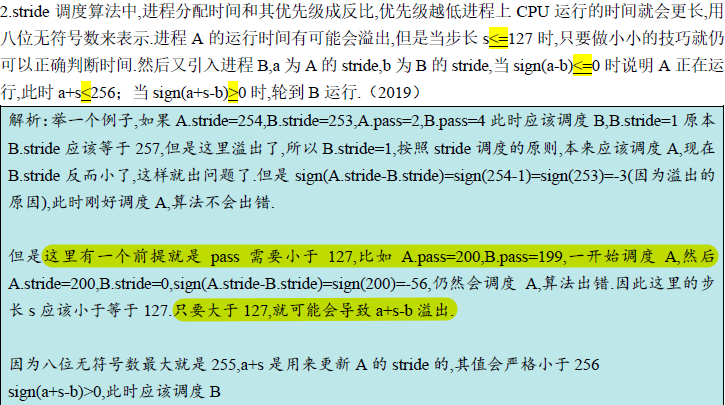 2.stride 调度算法中,进程分配时间和其优先级成反比,优先级越低进程上 CPU 运行的时间就会更长,用
八位无符号数来表示.进程 A 的运行时间有可能会溢出,但是当步长 s<=127 时,只要做小小的技巧就仍
可以正确判断时间.然后又引入进程 B,a 为 A 的 stride,b 为 B 的 stride,当 sign(a-b)<=0 时说明 A 正在运
行,此时 a+s<256；当 sign(a+s-b)>0 时,轮到 B 运行.（2019）
解析:举一个例子,如果 A.stride=254,B.stride=253,A.pass=2,B.pass=4 此时应该调度 B,B.stride=1 原本
B.stride 应该等于 257,但是这里溢出了,所以 B.stride=1,按照 stride 调度的原则,本来应该调度 A,现在
B.stride 反而小了,这样就出问题了.但是 sign(A.stride-B.stride)=sign(254-1)=sign(253)=-3(因为溢出的
原因),此时刚好调度 A,算法不会出错.
但是这里有一个前提就是 pass 需要小于 127,比如 A.pass=200,B.pass=199,一开始调度 A,然后
A.stride=200,B.stride=0,sign(A.stride-B.stride)=sign(200)=-56,仍然会调度 A,算法出错.因此这里的步
长 s 应该小于等于 127.只要大于 127,就可能会导致 a+s-b 溢出.
因为八位无符号数最大就是 255,a+s 是用来更新 A 的 stride 的,其值会严格小于 256
sign(a+s-b)>0,此时应该调度 B